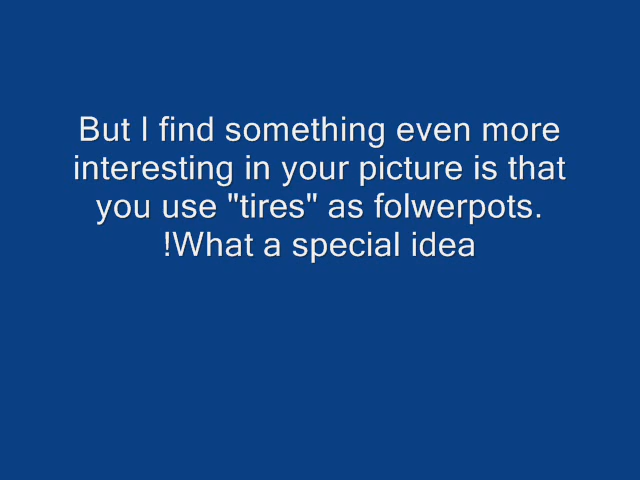 But I find something even more
interesting in your picture is that
you use "tires" as folwerpots.
!What a special idea